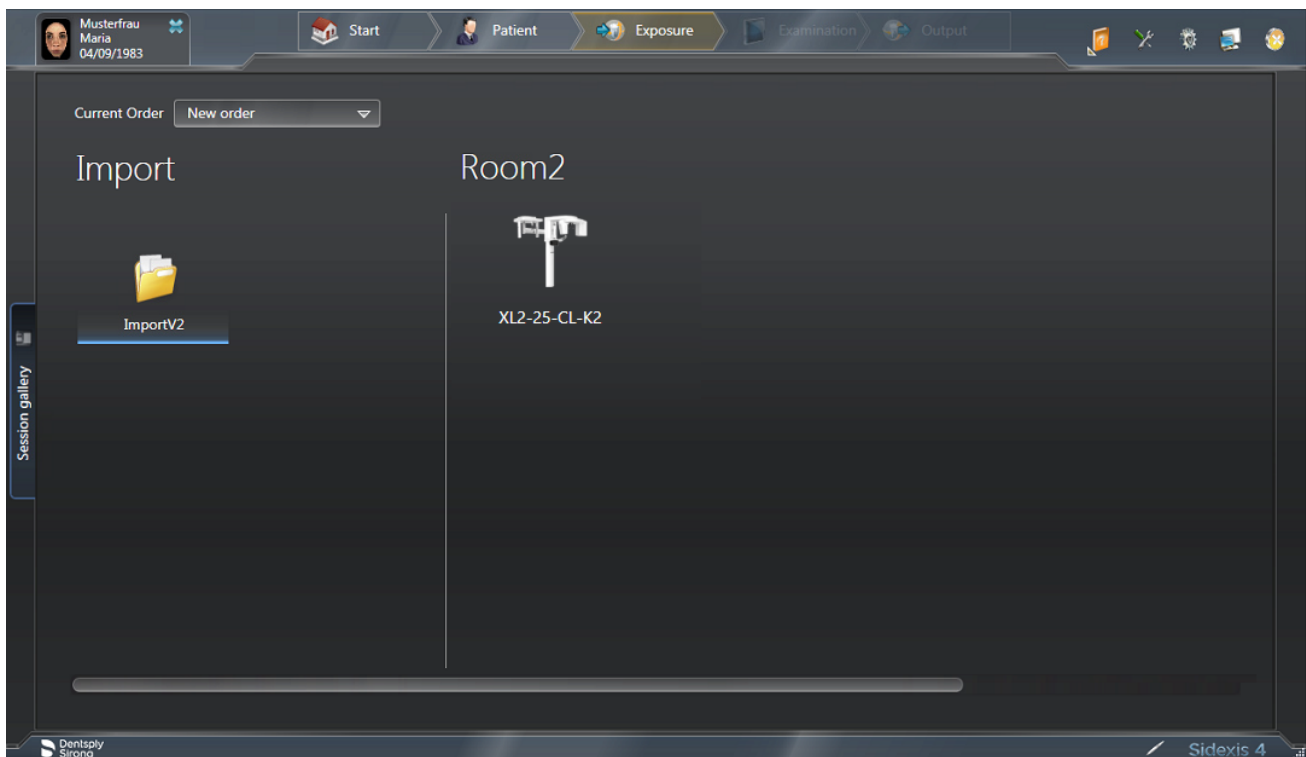 Musterfrau
Maria
04/09/1983
Start
Patient
Exposure
Examination
Output
Current Order
New order
Import
Room2
ImportV2
XL2-25-CL-K2
Session gallery
Dentsply
Sirona
Sidexis 4